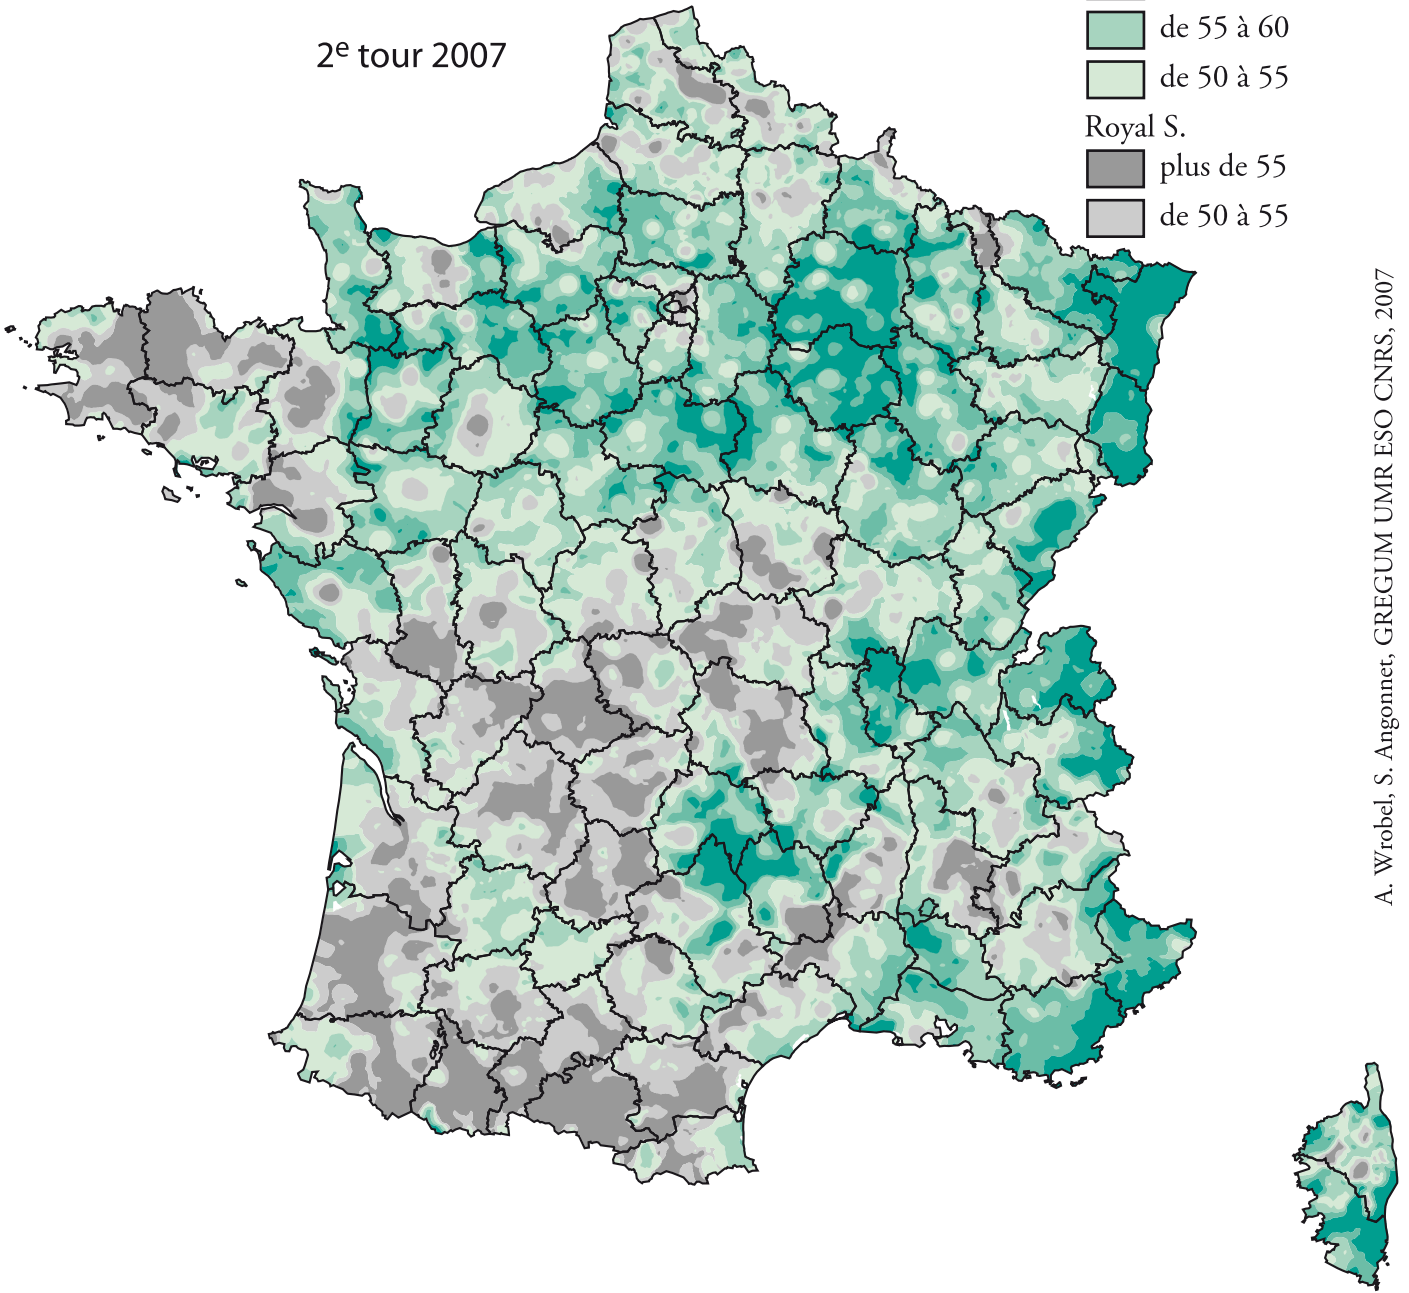 2e tour 2007
de 55 à 60
de 50 à 55
Royal S.
plus de 55
de 50 à 55
A. Wrobel, S. Angonnet, GREGUM UMR ESO CNRS, 2007